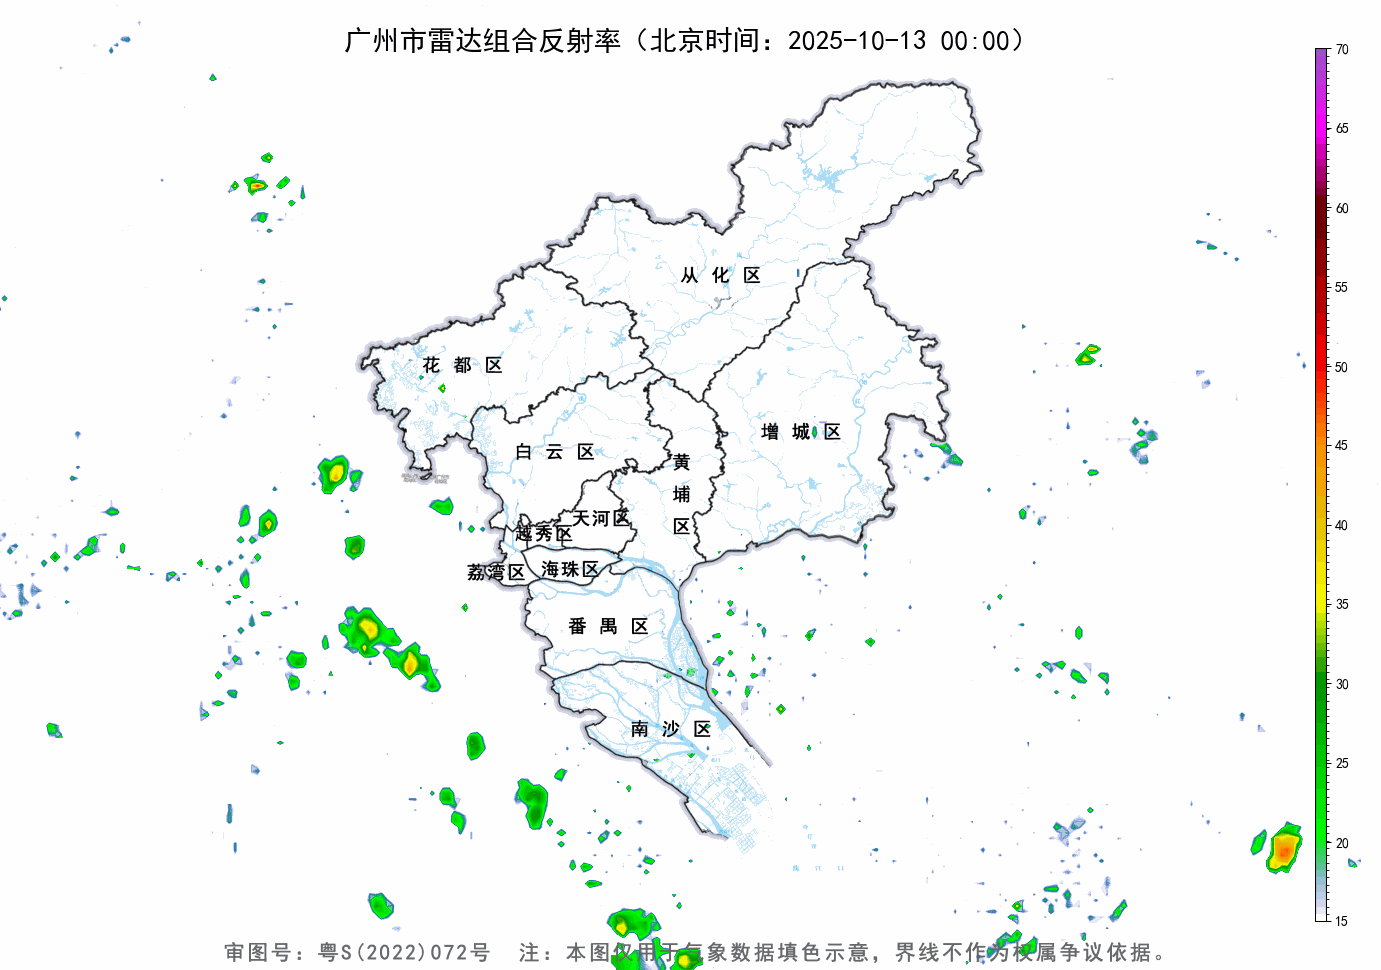 广州市雷达组合反射率（北京时间：2025-10-13 00:00）
70
65
60
55
50
45
40
35
30
25
20
15
从化区
花都区
增城区
白云区
黄埔区
天河区
越秀区
海珠区
荔湾区
番禺区
南沙区
审图号：粤S(2022)072号 注：本图仅用于气象数据填色示意，界线不作为权属争议依据。